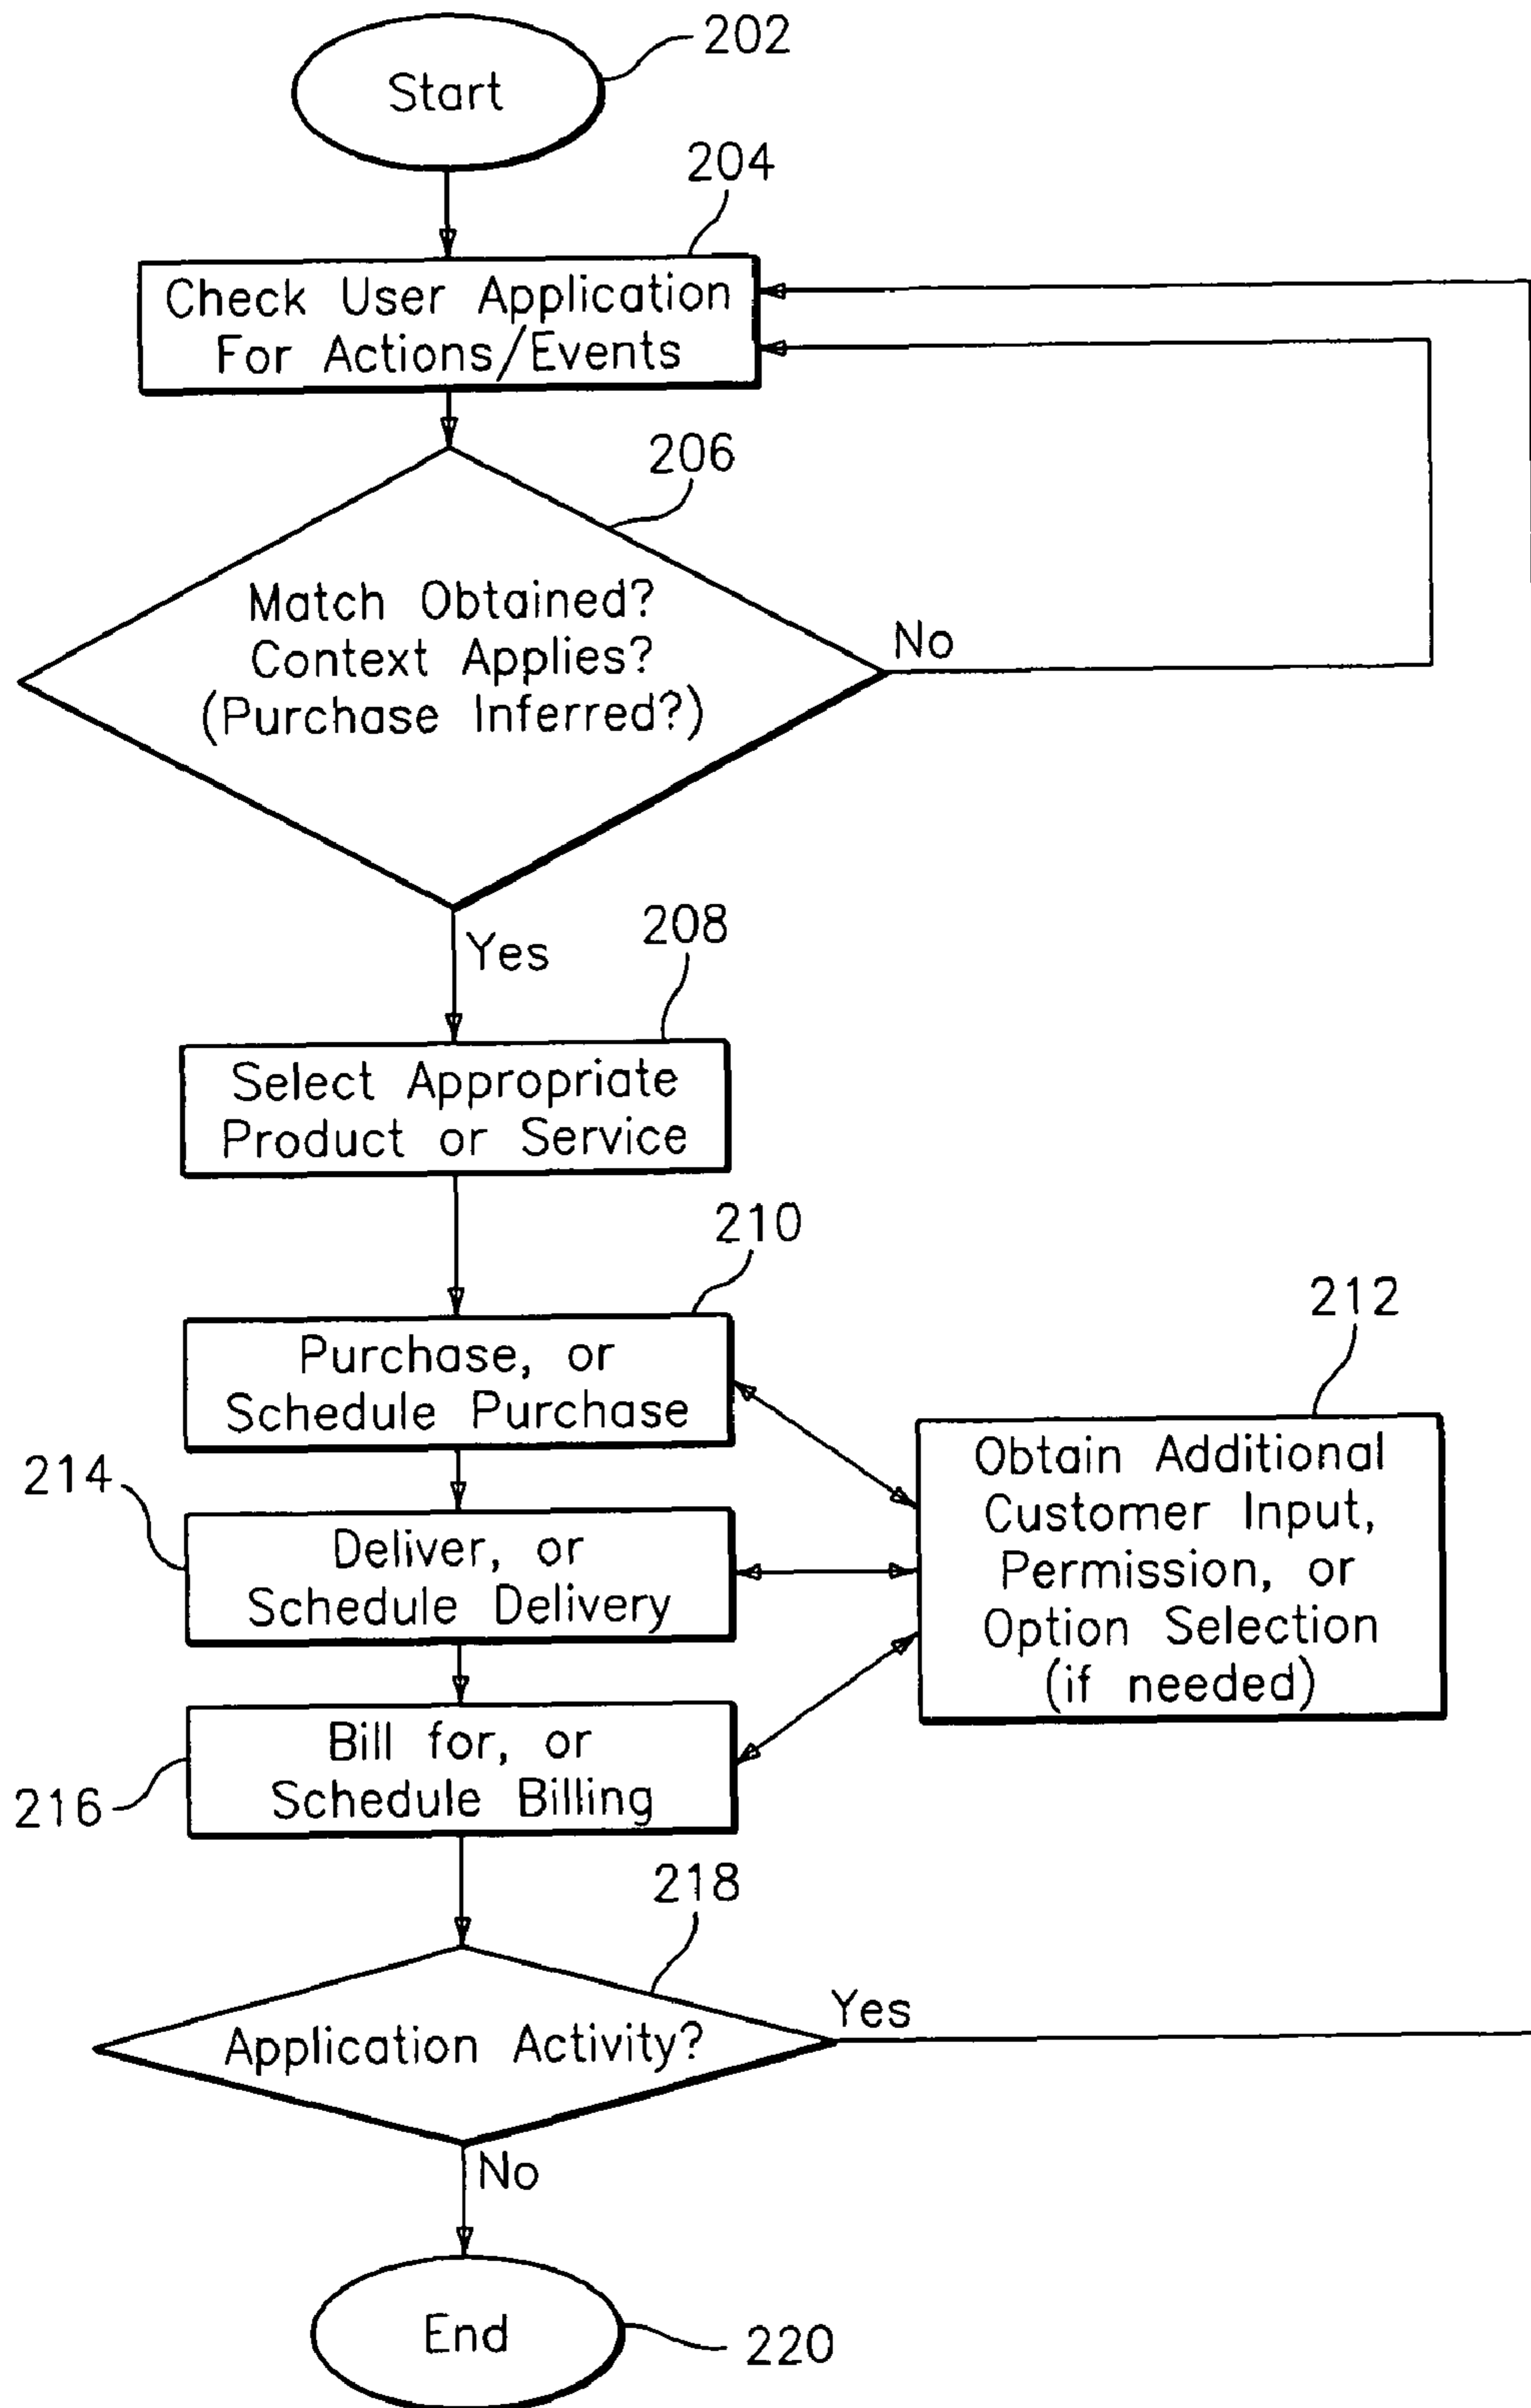 202
Start
204
Check User Application
For Actions/Events
206
Match Obtained?
Context Applies?
(Purchase Inferred?)
No
Yes
208
Select Appropriate
Product or Service
210
Purchase, or
Schedule Purchase
212
Obtain Additional
Customer Input,
Permission, or
Option Selection
(if needed)
214
Deliver, or
Schedule Delivery
216
Bill for, or
Schedule Billing
218
Application Activity?
Yes
No
End
220